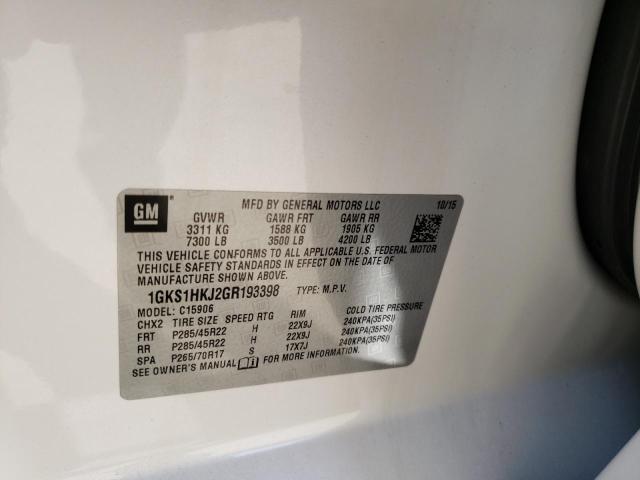 GM
MFD BY GENERAL MOTORS LLC 10/15
GVWR GAWR FRT GAWR RR
3311 KG 1588 KG 1905 KG
7300 LB 3500 LB 4200 LB
THIS VEHICLE CONFORMS TO ALL APPLICABLE U.S. FEDERAL MOTOR
VEHICLE SAFETY STANDARDS IN EFFECT ON THE DATE OF
MANUFACTURE SHOWN ABOVE.
1GKS1HKJ2GR193398 TYPE: M.P.V.
MODEL: C15906
CHX2 TIRE SIZE SPEED RTG RIM COLD TIRE PRESSURE
FRT P285/45R22 H 22X9J 240KPA(35PSI)
RR P285/45R22 H 22X9J 240KPA(35PSI)
SPA P265/70R17 S 17X7J 240KPA(35PSI)
SEE OWNER'S MANUAL FOR MORE INFORMATION.